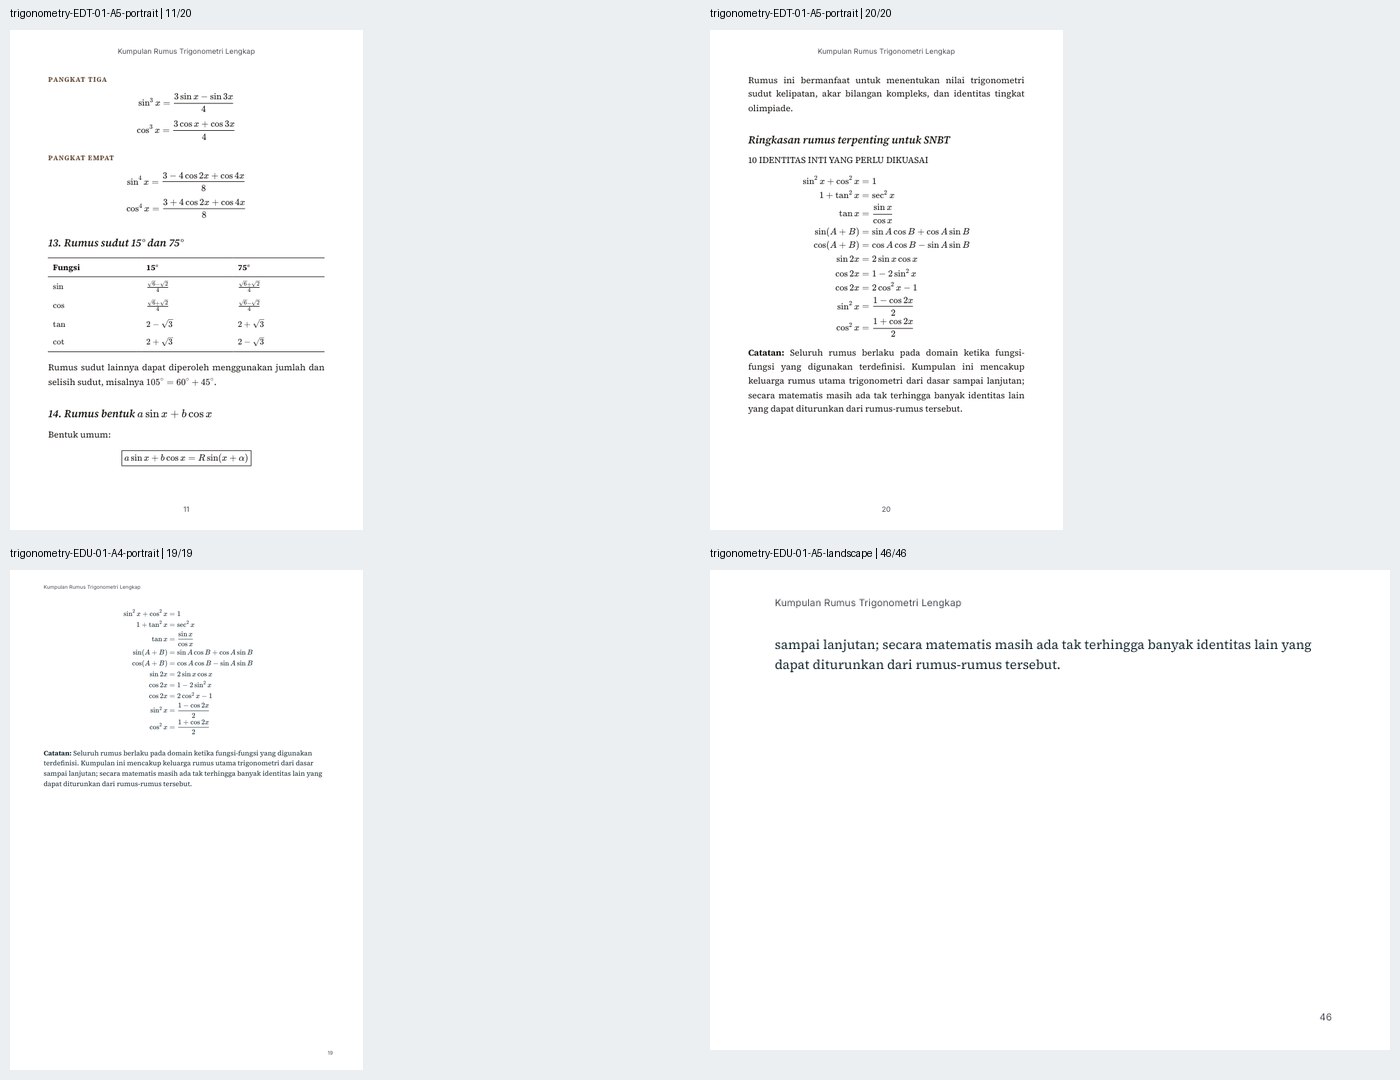 trigonometry-EDT-01-A5-portrait | 11/20
Kumpulan Rumus Trigonometri Lengkap
PANGKAT TIGA
sin³ x = (3 sin x − sin 3x)/4
cos³ x = (3 cos x + cos 3x)/4
PANGKAT EMPAT
sin⁴ x = (3 − 4 cos 2x + cos 4x)/8
cos⁴ x = (3 + 4 cos 2x + cos 4x)/8
13. Rumus sudut 15° dan 75°
Fungsi 15° 75°
sin (√6−√2)/4 (√6+√2)/4
cos (√6+√2)/4 (√6−√2)/4
tan 2 − √3 2 + √3
cot 2 + √3 2 − √3
Rumus sudut lainnya dapat diperoleh menggunakan jumlah dan
selisih sudut, misalnya 105° = 60° + 45°.
14. Rumus bentuk a sin x + b cos x
Bentuk umum:
a sin x + b cos x = R sin(x + α)
11
trigonometry-EDT-01-A5-portrait | 20/20
Kumpulan Rumus Trigonometri Lengkap
Rumus ini bermanfaat untuk menentukan nilai trigonometri
sudut kelipatan, akar bilangan kompleks, dan identitas tingkat
olimpiade.
Ringkasan rumus terpenting untuk SNBT
10 IDENTITAS INTI YANG PERLU DIKUASAI
sin² x + cos² x = 1
1 + tan² x = sec² x
tan x = sin x/cos x
sin(A + B) = sin A cos B + cos A sin B
cos(A + B) = cos A cos B − sin A sin B
sin 2x = 2 sin x cos x
cos 2x = 1 − 2 sin² x
cos 2x = 2 cos² x − 1
sin² x = (1 − cos 2x)/2
cos² x = (1 + cos 2x)/2
Catatan: Seluruh rumus berlaku pada domain ketika fungsi-
fungsi yang digunakan terdefinisi. Kumpulan ini mencakup
keluarga rumus utama trigonometri dari dasar sampai lanjutan;
secara matematis masih ada tak terhingga banyak identitas lain
yang dapat diturunkan dari rumus-rumus tersebut.
20
trigonometry-EDU-01-A4-portrait | 19/19
Kumpulan Rumus Trigonometri Lengkap
sin² x + cos² x = 1
1 + tan² x = sec² x
tan x = sin x/cos x
sin(A + B) = sin A cos B + cos A sin B
cos(A + B) = cos A cos B − sin A sin B
sin 2x = 2 sin x cos x
cos 2x = 1 − 2 sin² x
cos 2x = 2 cos² x − 1
sin² x = (1 − cos 2x)/2
cos² x = (1 + cos 2x)/2
Catatan: Seluruh rumus berlaku pada domain ketika fungsi-fungsi yang digunakan
terdefinisi. Kumpulan ini mencakup keluarga rumus utama trigonometri dari dasar
sampai lanjutan; secara matematis masih ada tak terhingga banyak identitas lain yang
dapat diturunkan dari rumus-rumus tersebut.
19
trigonometry-EDU-01-A5-landscape | 46/46
Kumpulan Rumus Trigonometri Lengkap
sampai lanjutan; secara matematis masih ada tak terhingga banyak identitas lain yang
dapat diturunkan dari rumus-rumus tersebut.
46